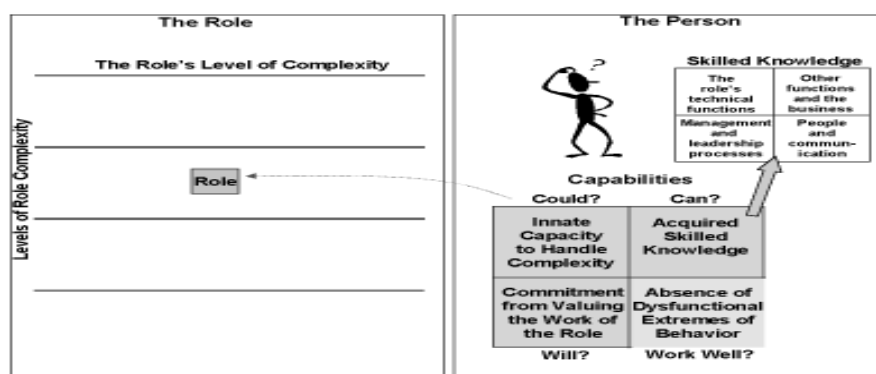 The Role
The Role's Level of Complexity
Levels of Role Complexity
Role
The Person
?
Skilled Knowledge
The
role's
technical
functions
Other
functions
and the
business
Management
and
leadership
processes
People
and
commun-
ication
Capabilities
Could?
Can?
Innate
Capacity
to Handle
Complexity
Acquired
Skilled
Knowledge
Commitment
from Valuing
the Work of
the Role
Absence of
Dysfunctional
Extremes of
Behavior
Will?
Work Well?